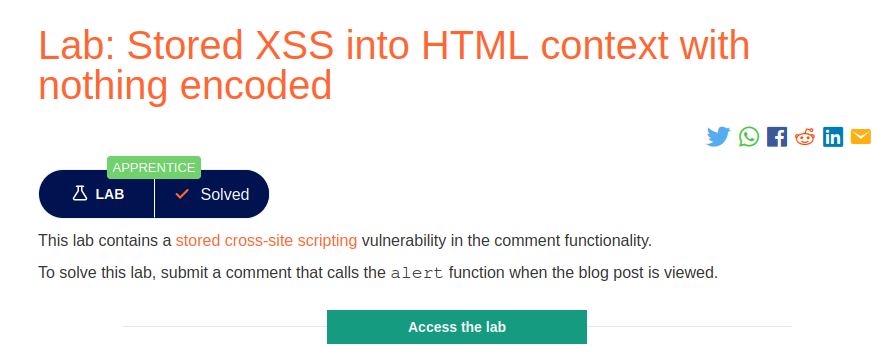 Lab: Stored XSS into HTML context with
nothing encoded
APPRENTICE
LAB
Solved
This lab contains a stored cross-site scripting vulnerability in the comment functionality.
To solve this lab, submit a comment that calls the alert function when the blog post is viewed.
Access the lab